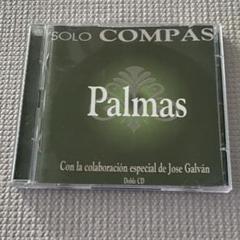 SOLO COMPÁS
Palmas
Con la colaboración especial de Jose Galván
Doble CD